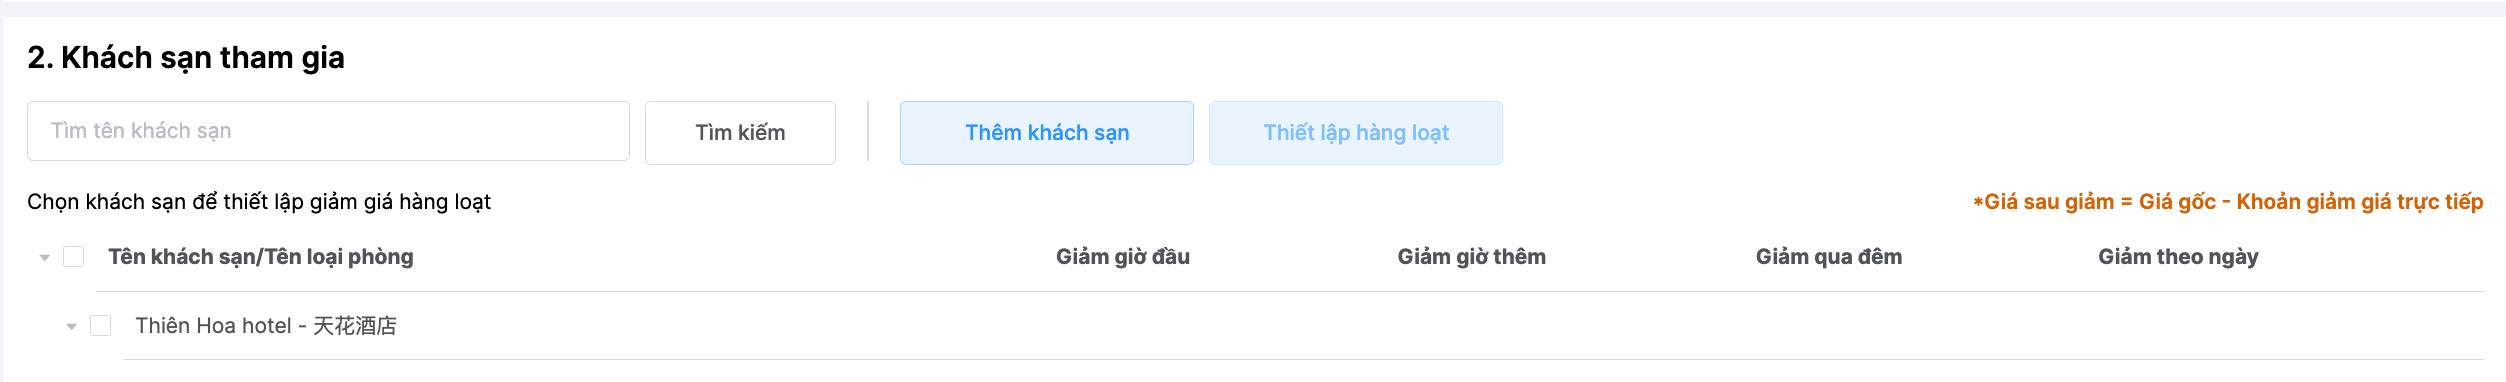 2. Khách sạn tham gia
Tìm tên khách sạn
Tìm kiếm
Thêm khách sạn
Thiết lập hàng loạt
Chọn khách sạn để thiết lập giảm giá hàng loạt
*Giá sau giảm = Giá gốc - Khoản giảm giá trực tiếp
Tên khách sạn/Tên loại phòng
Giảm giờ đầu
Giảm giờ thêm
Giảm qua đêm
Giảm theo ngày
Thiên Hoa hotel - 天花酒店